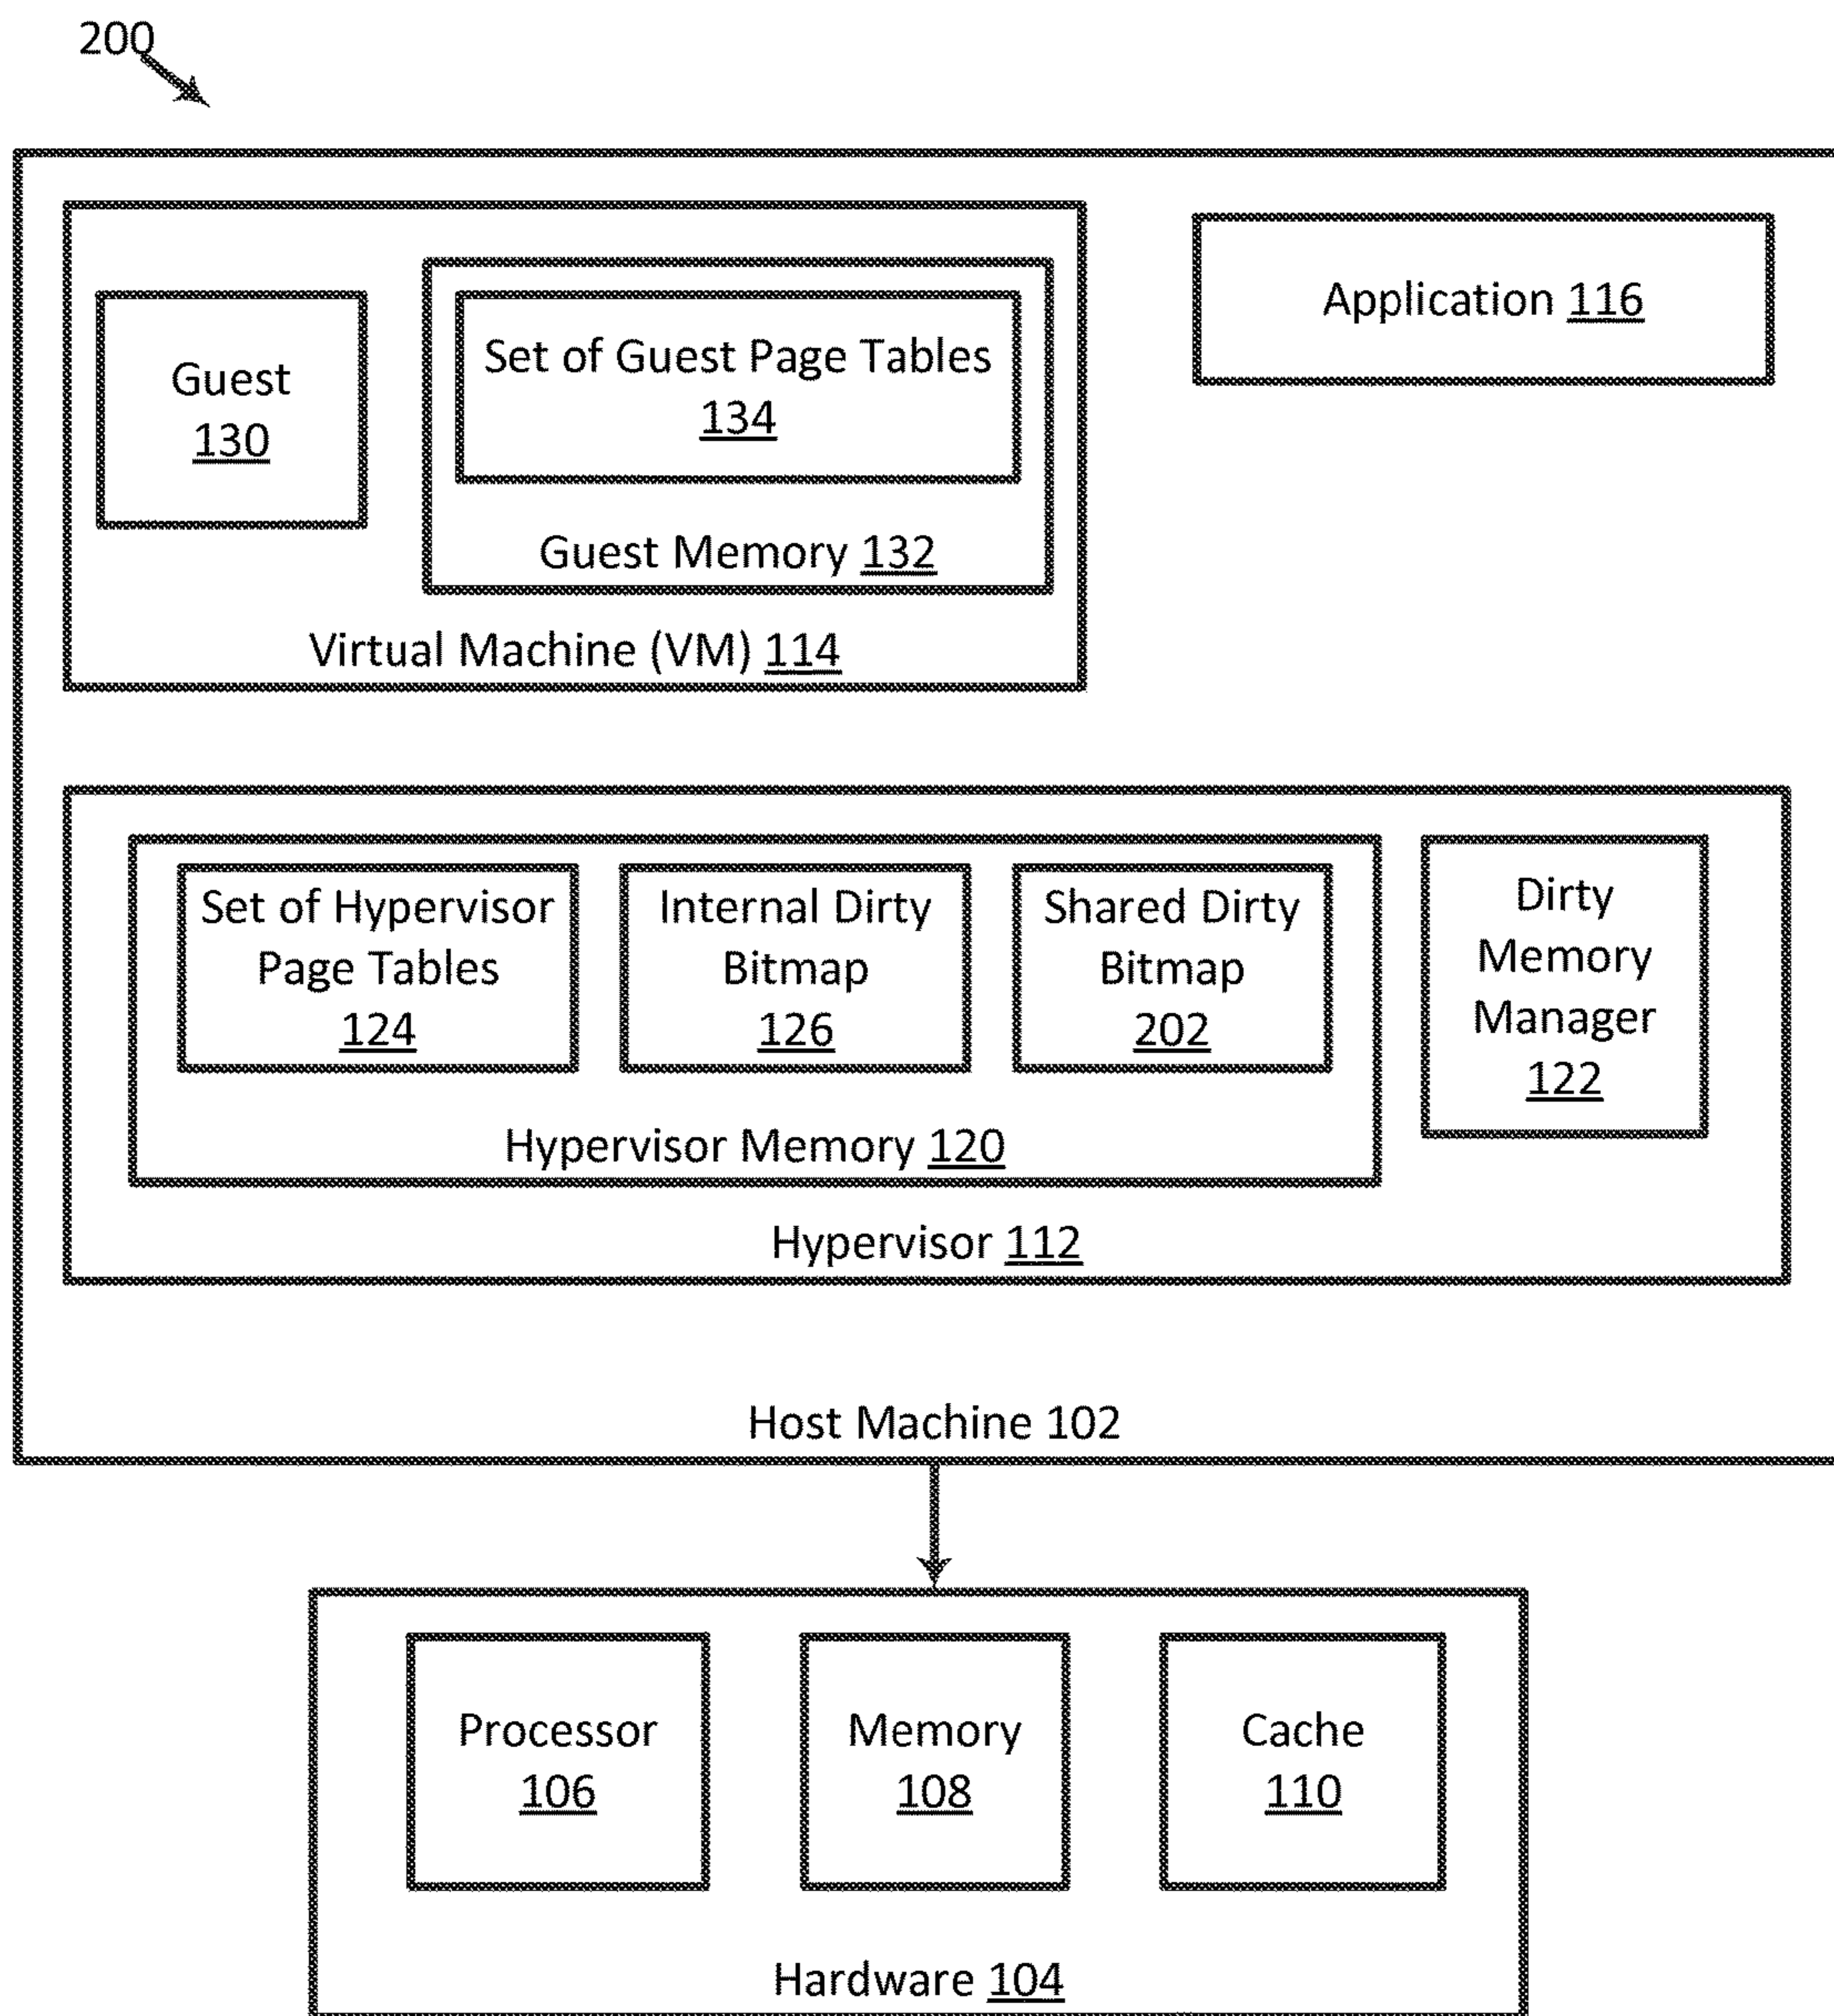 200
Application 116
Guest
130
Set of Guest Page Tables
134
Guest Memory 132
Virtual Machine (VM) 114
Set of Hypervisor
Page Tables
124
Internal Dirty
Bitmap
126
Shared Dirty
Bitmap
202
Dirty
Memory
Manager
122
Hypervisor Memory 120
Hypervisor 112
Host Machine 102
Processor
106
Memory
108
Cache
110
Hardware 104